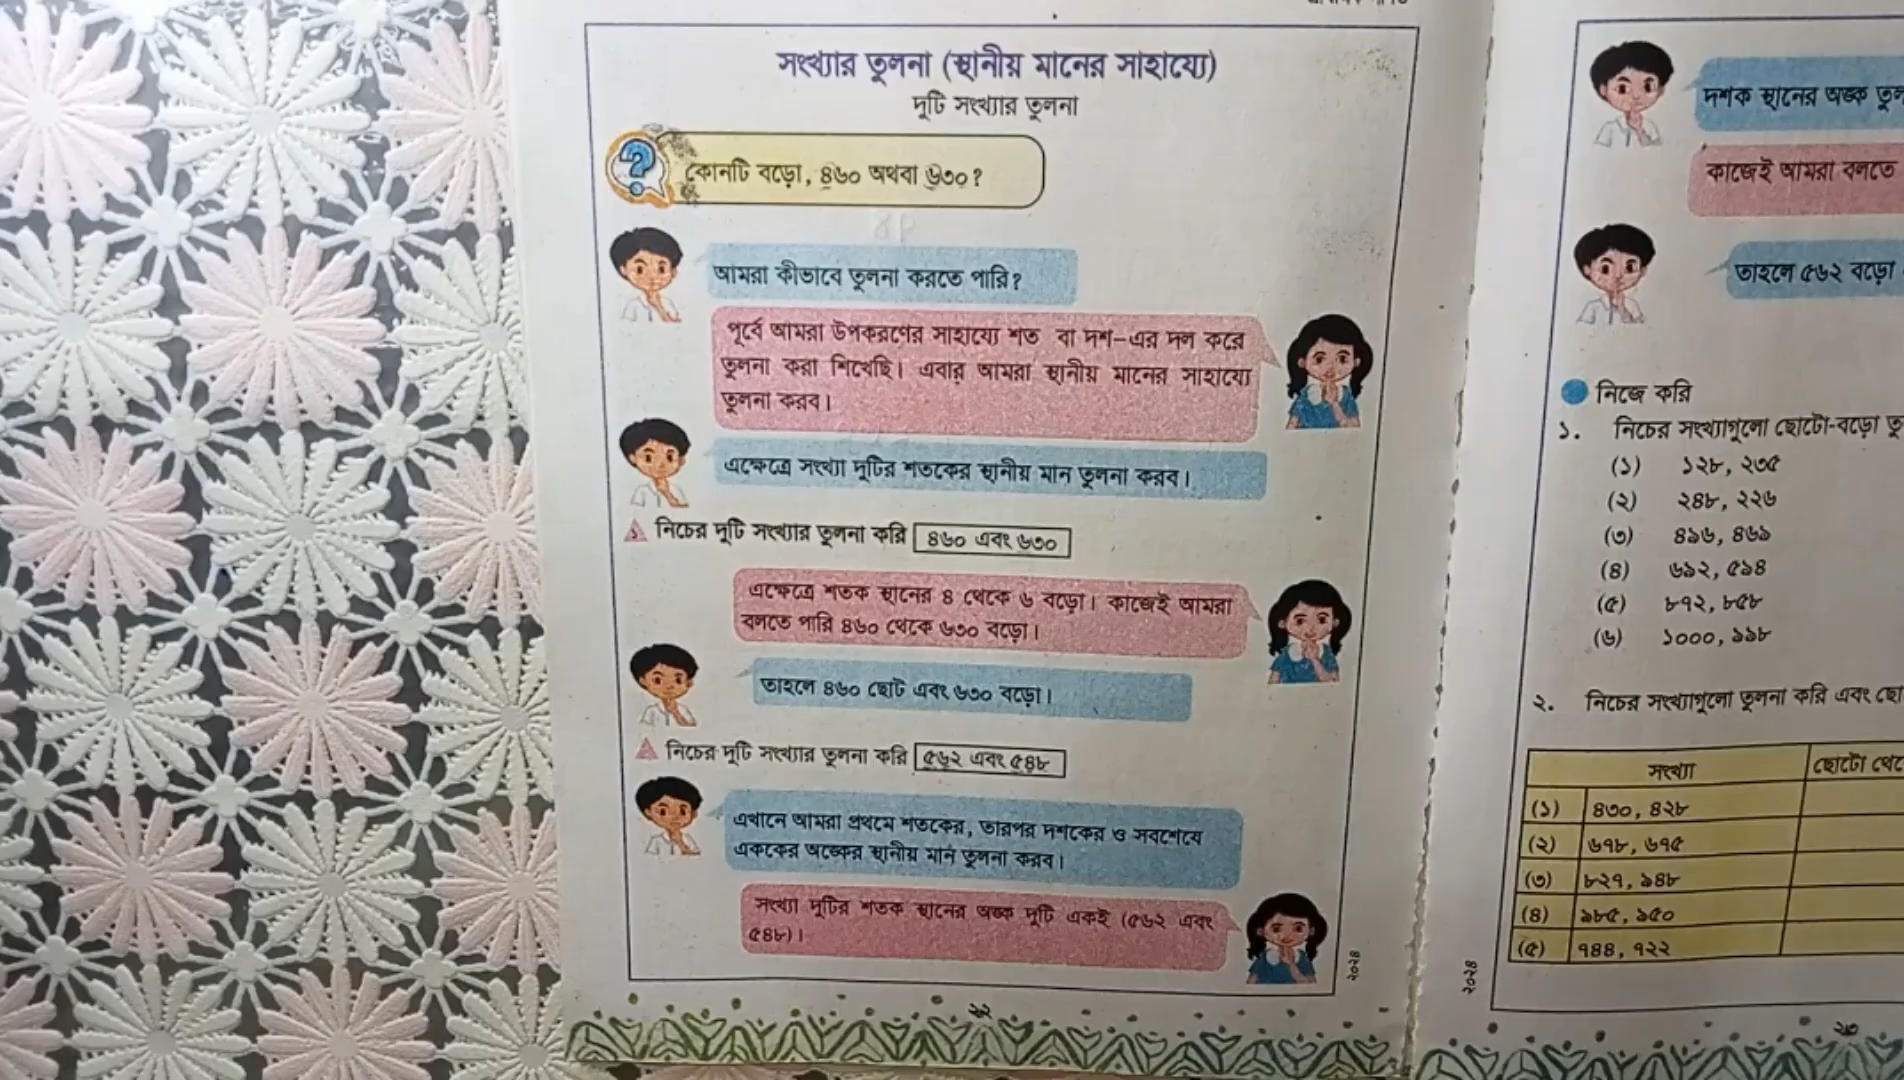 সংখ্যার তুলনা (স্থানীয় মানের সাহায্যে)
দুটি সংখ্যার তুলনা
কোনটি বড়ো, ৪৬০ অথবা ৬৩০?
আমরা কীভাবে তুলনা করতে পারি?
পূর্বে আমরা উপকরণের সাহায্যে শত বা দশ-এর দল করে
তুলনা করা শিখেছি। এবার আমরা স্থানীয় মানের সাহায্যে
তুলনা করব।
এক্ষেত্রে সংখ্যা দুটির শতকের স্থানীয় মান তুলনা করব।
১ নিচের দুটি সংখ্যার তুলনা করি ৪৬০ এবং ৬৩০
এক্ষেত্রে শতক স্থানের ৪ থেকে ৬ বড়ো। কাজেই আমরা
বলতে পারি ৪৬০ থেকে ৬৩০ বড়ো।
তাহলে ৪৬০ ছোট এবং ৬৩০ বড়ো।
নিচের দুটি সংখ্যার তুলনা করি ৫৬২ এবং ৫৪৮
এখানে আমরা প্রথমে শতকের, তারপর দশকের ও সবশেষে
এককের অঙ্কের স্থানীয় মান তুলনা করব।
সংখ্যা দুটির শতক স্থানের অঙ্ক দুটি একই (৫৬২ এবং
৫৪৮)।
২০২৪
২২
দশক স্থানের অঙ্ক
কাজেই আমরা বলতে
তাহলে ৫৬২ বড়ো
নিজে করি
১. নিচের সংখ্যাগুলো ছোটো-বড়ো
(১) ১২৮, ২৩৫
(২) ২৪৮, ২২৬
(৩) ৪৯৬, ৪৬৯
(৪) ৬৯২, ৫৯৪
(৫) ৮৭২, ৮৫৮
(৬) ১০০০, ৯৯৮
২. নিচের সংখ্যাগুলো তুলনা করি এবং
সংখ্যা ছোটো
(১) ৪৩০, ৪২৮
(২) ৬৭৮, ৬৭৫
(৩) ৮২৭, ৯৪৮
(৪) ৯৮৫, ৯৫০
(৫) ৭৪৪, ৭২২
২০২৪
২৩